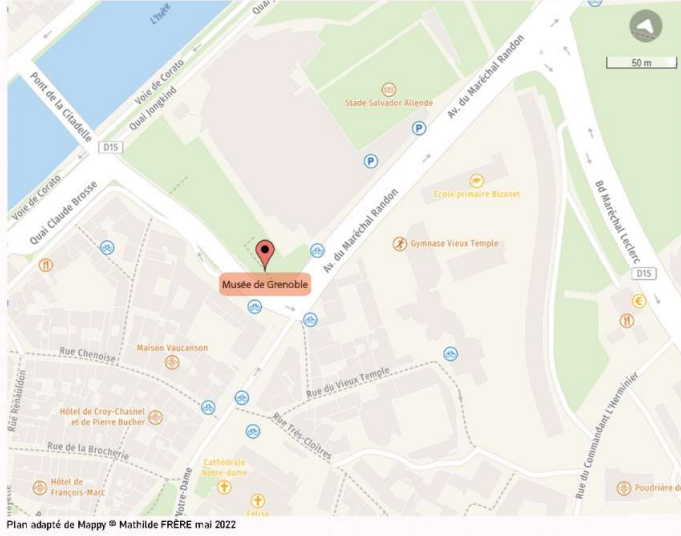 L'Isère
Quai
Voie de Corato
Quai Jongkind
Pont de la Citadelle
D15
Voie de Corato
Quai Claude Brosse
Stade Salvador Allende
P
P
Av. du Maréchal Randon
50 m
École primaire Bizanet
Gymnase Vieux Temple
Av. du Maréchal Randon
Bd Maréchal Leclerc
D15
€
Musée de Grenoble
Rue Chenoise
Maison Vaucanson
Rue Renauldon
Hôtel de Croy-Chasnel
et de Pierre Bucher
Rue du Vieux Temple
Rue Très-Cloîtres
Rue de la Brocherie
Cathédrale
Notre-dame
Hôtel de
François-Marc
Notre-Dame
Rue du Commandant L'Herminier
Poudrière de
Plan adapté de Mappy © Mathilde FRÈRE mai 2022